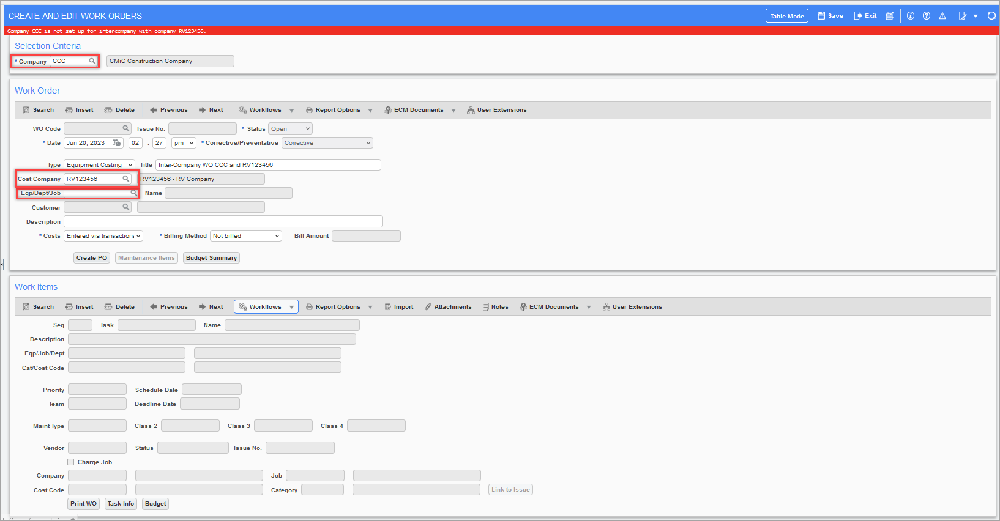 CREATE AND EDIT WORK ORDERS Table Mode Save Exit
Company CCC is not set up for intercompany with company RV123456.
Selection Criteria
* Company CCC CMiC Construction Company
Work Order
Search Insert Delete Previous Next Workflows Report Options ECM Documents User Extensions
WO Code Issue No. * Status Open
* Date Jun 20, 2023 02 : 27 pm * Corrective/Preventative Corrective
Type Equipment Costing Title Inter-Company WO CCC and RV123456
Cost Company RV123456 RV123456 - RV Company
Eqp/Dept/Job Name
Customer
Description
* Costs Entered via transactions * Billing Method Not billed Bill Amount
Create PO Maintenance Items Budget Summary
Work Items
Search Insert Delete Previous Next Workflows Report Options Import Attachments Notes ECM Documents User Extensions
Seq Task Name
Description
Eqp/Job/Dept
Cat/Cost Code
Priority Schedule Date
Team Deadline Date
Maint Type Class 2 Class 3 Class 4
Vendor Status Issue No.
Charge Job
Company Job
Cost Code Category Link to Issue
Print WO Task Info Budget